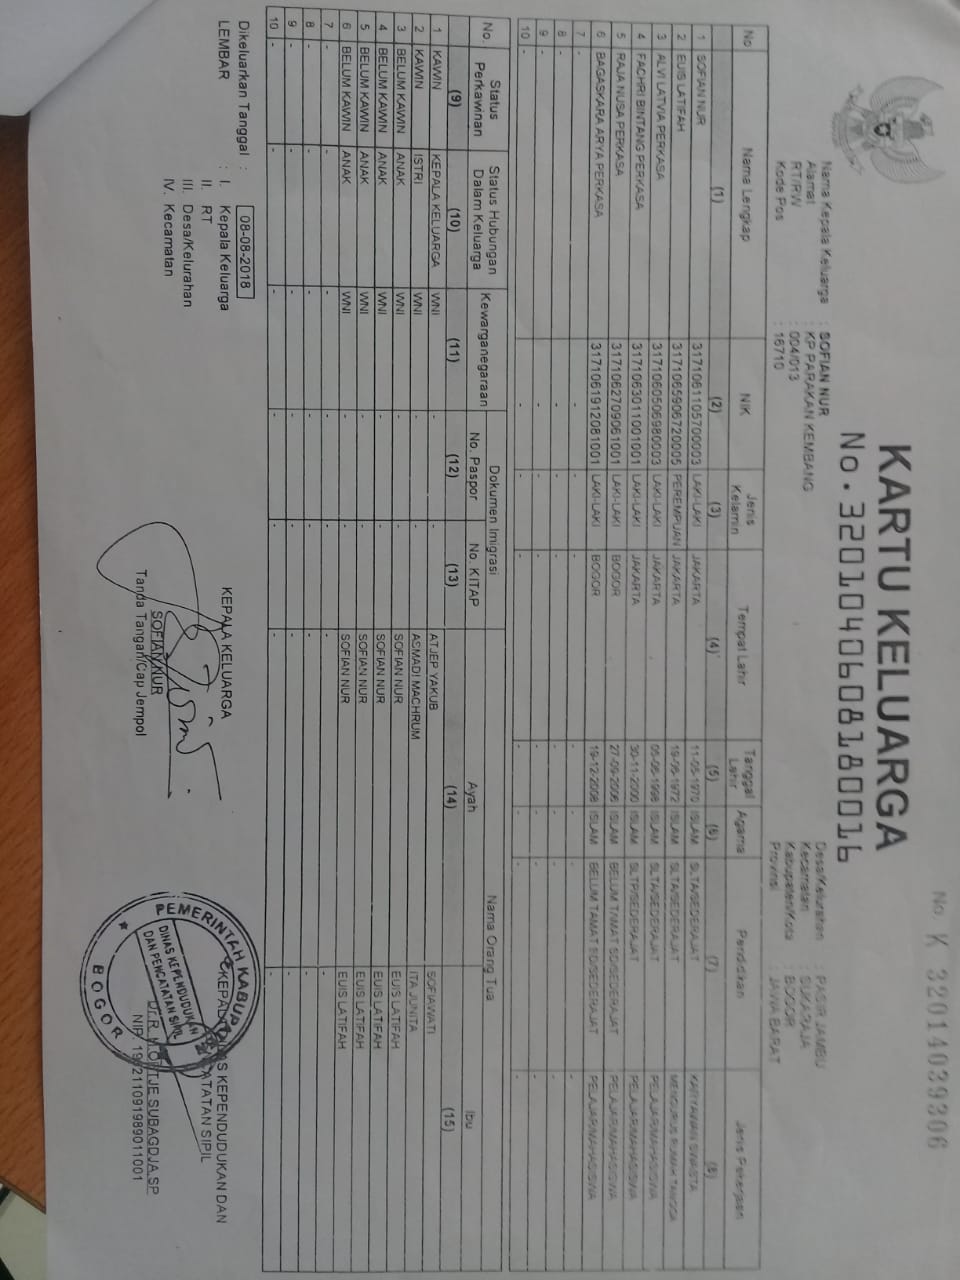 No. K 32014039306
KARTU KELUARGA
No. 3201040608180016
Nama Kepala Keluarga : SOFIAN NUR
Alamat : KP PARAKAN KEMBANG
RT/RW : 004/013
Kode Pos : 16710
Desa/Kelurahan : PASIR JAMBU
Kecamatan : SUKARAJA
Kabupaten/Kota : BOGOR
Provinsi : JAWA BARAT
No Nama Lengkap NIK Jenis Kelamin Tempat Lahir Tanggal Lahir Agama Pendidikan Jenis Pekerjaan
(1) (2) (3) (4) (5) (6) (7) (8)
1 SOFIAN NUR 3171061105700003 LAKI-LAKI JAKARTA 11-05-1970 ISLAM SLTA/SEDERAJAT KARYAWAN SWASTA
2 EUIS LATIFAH 3171065906720005 PEREMPUAN JAKARTA 19-06-1972 ISLAM SLTA/SEDERAJAT MENGURUS RUMAH TANGGA
3 ALVI LATVIA PERKASA 3171060506980003 LAKI-LAKI JAKARTA 05-06-1998 ISLAM SLTA/SEDERAJAT PELAJAR/MAHASISWA
4 FACHRI BINTANG PERKASA 3171063011001001 LAKI-LAKI JAKARTA 30-11-2000 ISLAM SLTP/SEDERAJAT PELAJAR/MAHASISWA
5 RAJA NUSA PERKASA 3171062709061001 LAKI-LAKI BOGOR 27-09-2006 ISLAM BELUM TAMAT SD/SEDERAJAT PELAJAR/MAHASISWA
6 BAGASKARA ARYA PERKASA 3171061912081001 LAKI-LAKI BOGOR 19-12-2008 ISLAM BELUM TAMAT SD/SEDERAJAT PELAJAR/MAHASISWA
7 - - - - - - - -
8 - - - - - - - -
9 - - - - - - - -
10 - - - - - - - -
No. Status Perkawinan Status Hubungan Dalam Keluarga Kewarganegaraan Dokumen Imigrasi Nama Orang Tua
No. Paspor No. KITAP Ayah Ibu
(9) (10) (11) (12) (13) (14) (15)
1 KAWIN KEPALA KELUARGA WNI - - ATJEP YAKUB SOFIAWATI
2 KAWIN ISTRI WNI - - ASMADI MACHRUM ITA JUNITA
3 BELUM KAWIN ANAK WNI - - SOFIAN NUR EUIS LATIFAH
4 BELUM KAWIN ANAK WNI - - SOFIAN NUR EUIS LATIFAH
5 BELUM KAWIN ANAK WNI - - SOFIAN NUR EUIS LATIFAH
6 BELUM KAWIN ANAK WNI - - SOFIAN NUR EUIS LATIFAH
7 - - - - - - -
8 - - - - - - -
9 - - - - - - -
10 - - - - - - -
Dikeluarkan Tanggal : 08-08-2018
LEMBAR : I. Kepala Keluarga
II. RT
III. Desa/Kelurahan
IV. Kecamatan
KEPALA KELUARGA
SOFIAN NUR
Tanda Tangan/Cap Jempol
KEPALA DINAS KEPENDUDUKAN DAN
PENCATATAN SIPIL
SUBAGDJA,SP
NIP. 196211091989011001
PEMERINTAH KABUPATEN
DINAS KEPENDUDUKAN
DAN PENCATATAN SIPIL
BOGOR